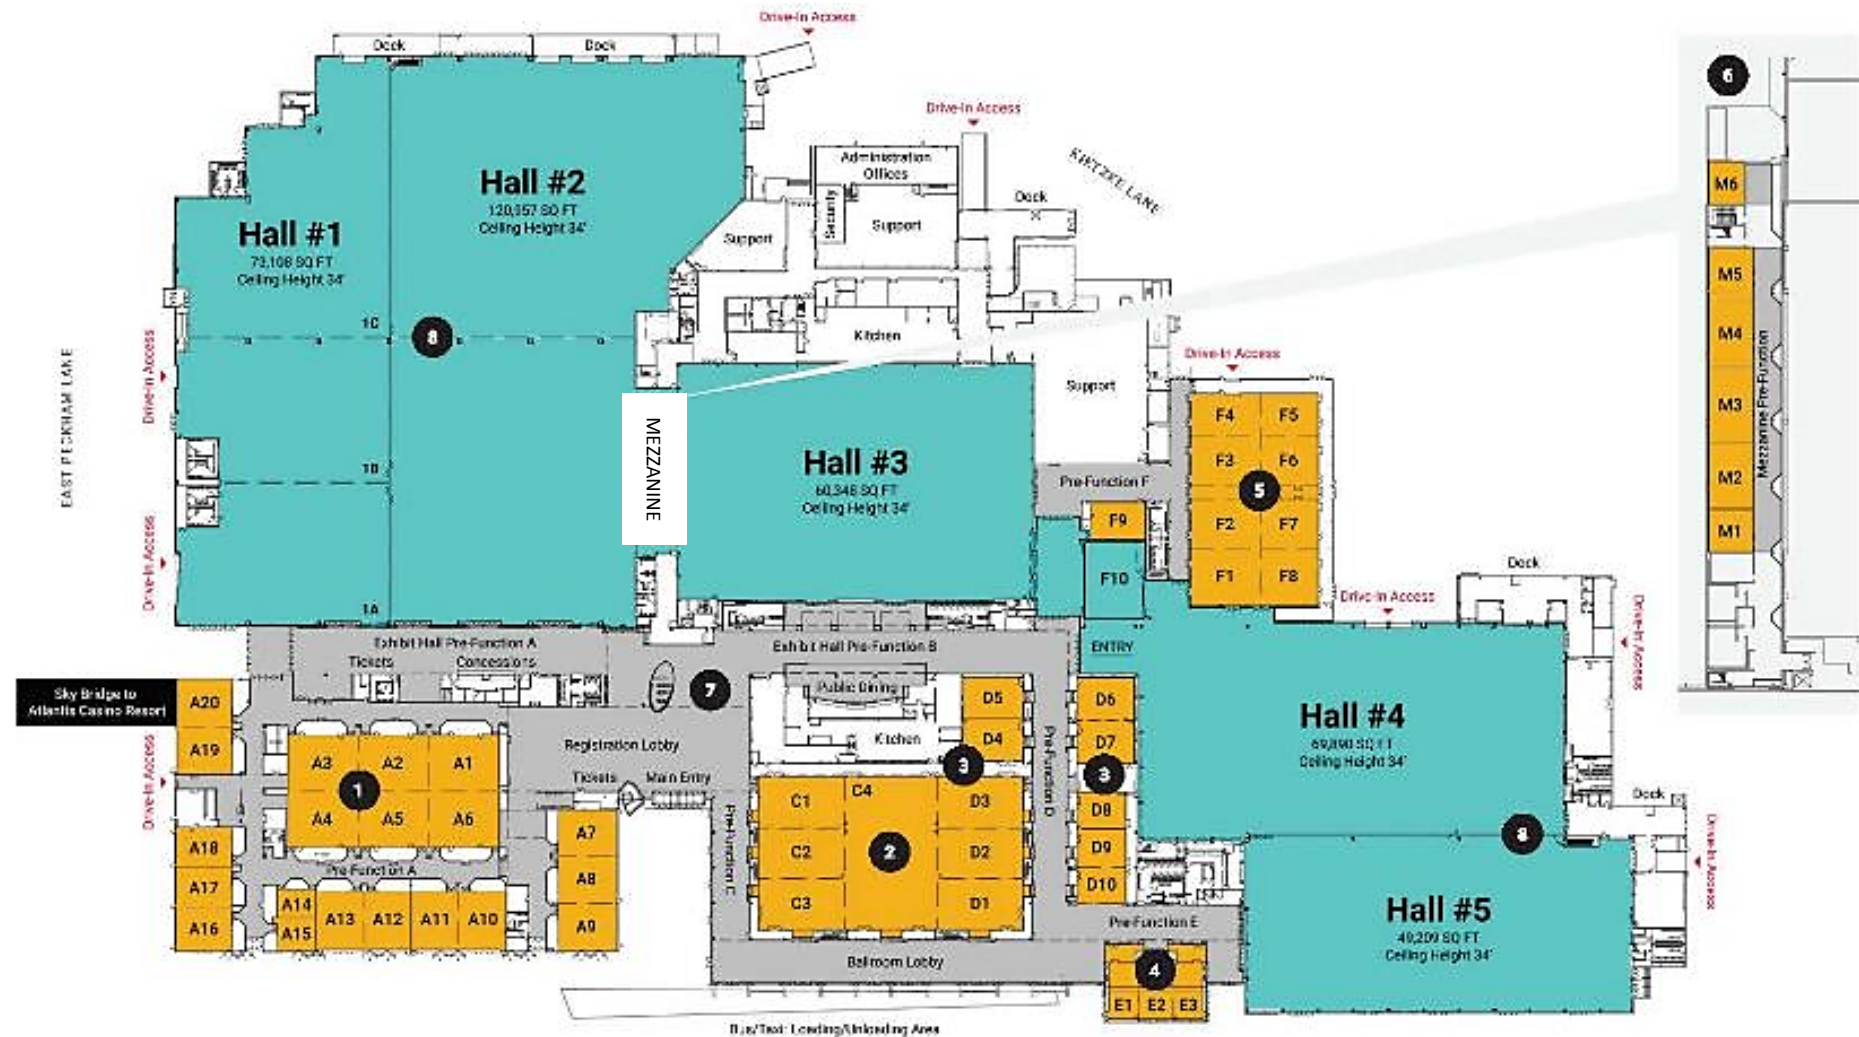 Drive-In Access
Dock
Dock
6
Drive-In Access
KIETZKE LANE
Administration
Offices
Hall #2
120,957 SQ FT
Ceiling Height 34'
Security
Support
Dock
M6
Hall #1
73,108 SQ FT
Ceiling Height 34'
Support
M5
1C
8
Kitchen
M4
EAST PECKHAM LANE
Drive-In Access
Drive-In Access
Support
Mezzanine Pre-Function
MEZZANINE
F4
F5
M3
1B
Hall #3
60,348 SQ FT
Ceiling Height 34'
F3
F6
Pre-Function F
5
M2
Drive-In Access
F9
F2
F7
M1
F10
F1
F8
Dock
1A
Drive-In Access
Drive-In Access
Exhibit Hall Pre-Function A
Exhibit Hall Pre-Function B
ENTRY
Tickets
Concessions
Sky Bridge to
Atlantis Casino Resort
A20
7
Public Dining
D5
D6
Hall #4
69,890 SQ FT
Ceiling Height 34'
Drive-In Access
A19
Registration Lobby
Kitchen
D4
Pre-Function D
D7
A3
A2
A1
3
3
Tickets
Main Entry
1
C1
C4
D3
D8
Dock
A4
A5
A6
Pre-Function C
A7
8
Drive-In Access
A18
C2
2
D2
D9
Pre-Function A
A8
A17
D10
A14
A13
A12
A11
A10
C3
D1
Hall #5
49,209 SQ FT
Ceiling Height 34'
A16
A15
A9
Pre-Function E
Ballroom Lobby
4
E1
E2
E3
Bus/Taxi: Loading/Unloading Area